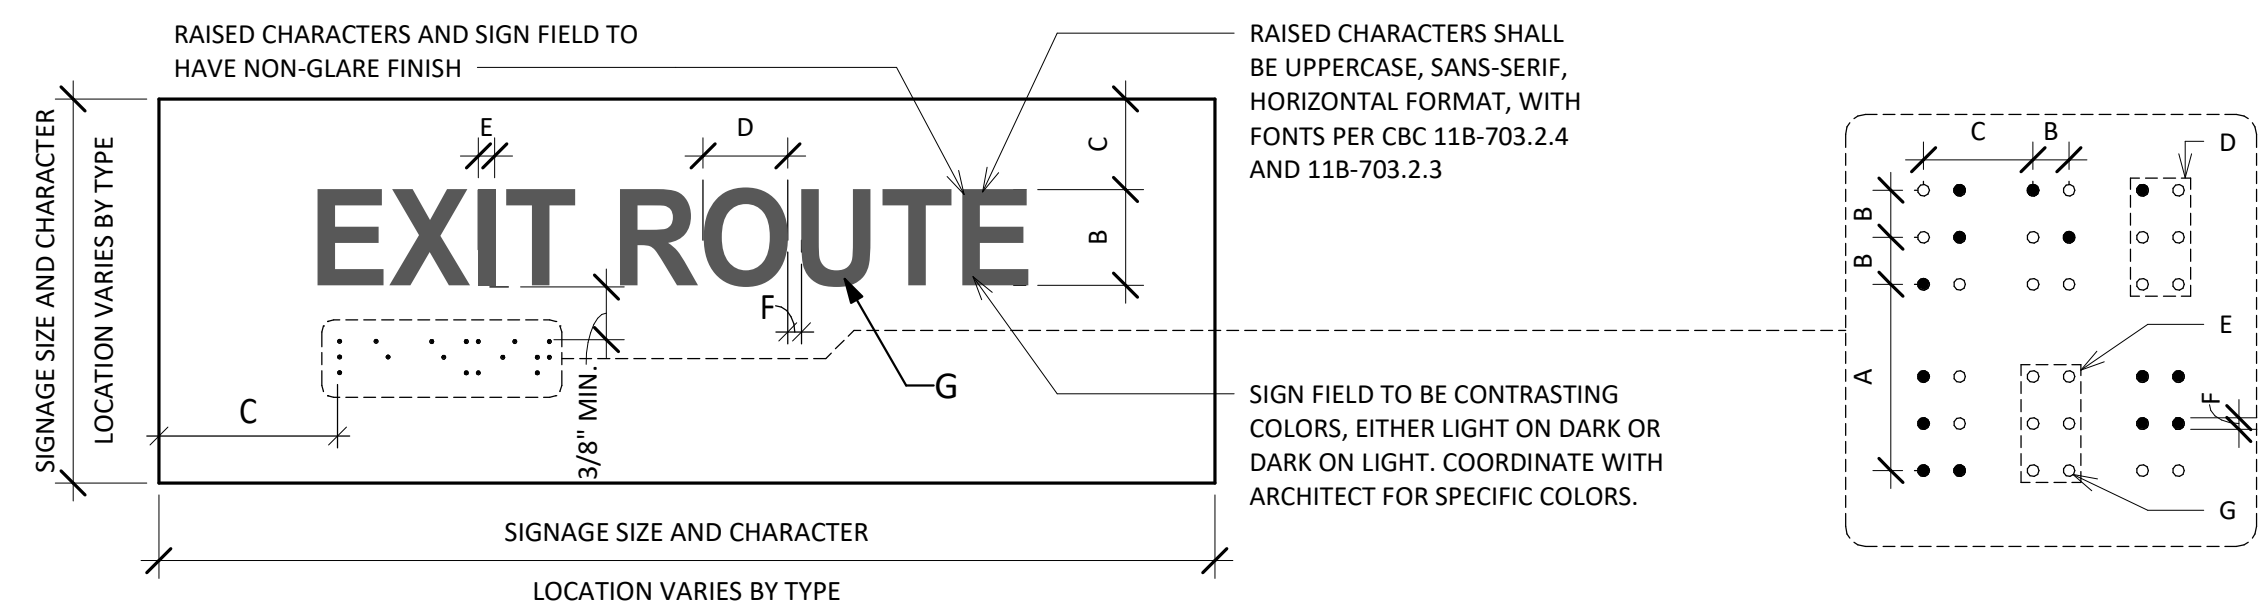 RAISED CHARACTERS AND SIGN FIELD TO
HAVE NON-GLARE FINISH
RAISED CHARACTERS SHALL
BE UPPERCASE, SANS-SERIF,
HORIZONTAL FORMAT, WITH
FONTS PER CBC 11B-703.2.4
AND 11B-703.2.3
SIGNAGE SIZE AND CHARACTER
LOCATION VARIES BY TYPE
E
D
C
EXIT ROUTE
B
F
3/8" MIN.
G
C
SIGN FIELD TO BE CONTRASTING
COLORS, EITHER LIGHT ON DARK OR
DARK ON LIGHT. COORDINATE WITH
ARCHITECT FOR SPECIFIC COLORS.
SIGNAGE SIZE AND CHARACTER
LOCATION VARIES BY TYPE
C
B
D
B
B
A
E
F
G